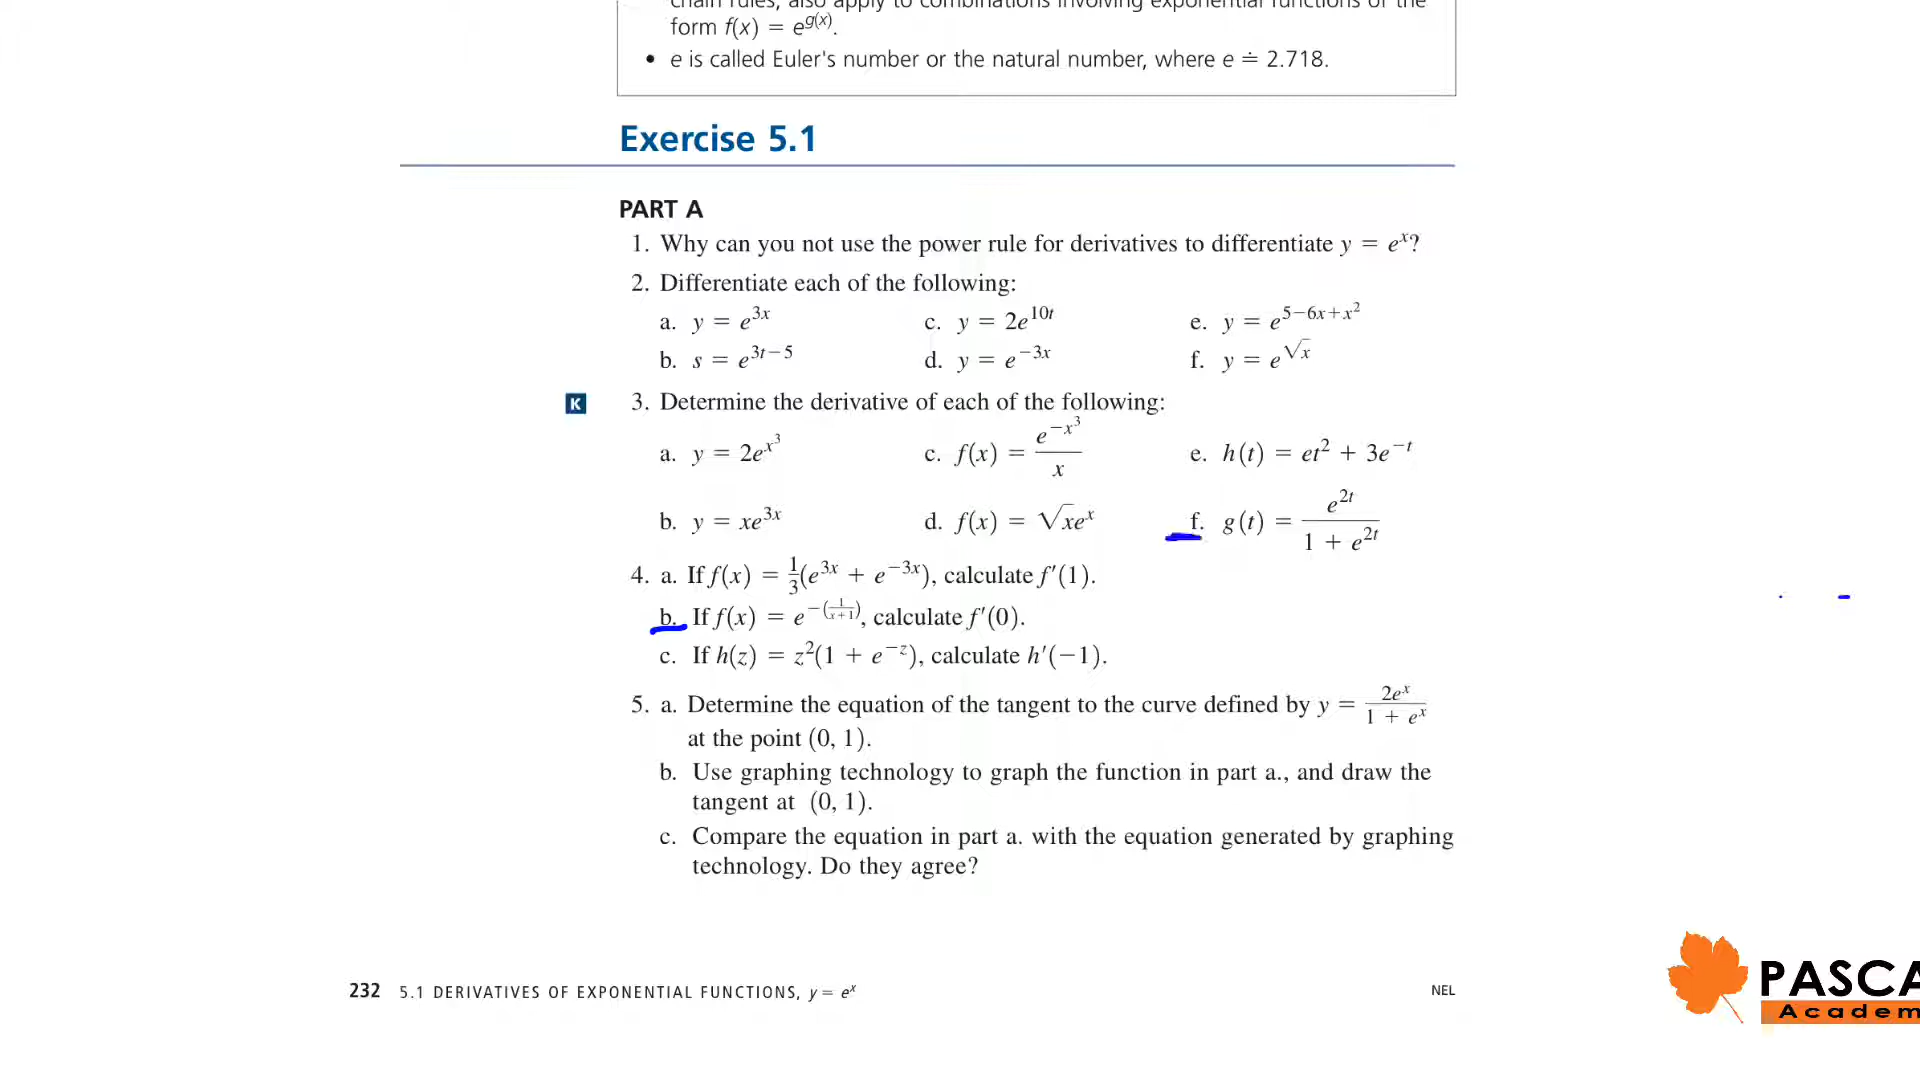 chain rules, also apply to combinations involving exponential functions of the
form f(x) = e^{g(x)}.
• e is called Euler's number or the natural number, where e ≐ 2.718.
Exercise 5.1
PART A
1. Why can you not use the power rule for derivatives to differentiate y = e^x?
2. Differentiate each of the following:
a. y = e^{3x} c. y = 2e^{10t} e. y = e^{5−6x+x^2}
b. s = e^{3t−5} d. y = e^{−3x} f. y = e^{√x}
K 3. Determine the derivative of each of the following:
a. y = 2e^{x^3} c. f(x) = e^{−x^3}/x e. h(t) = et^2 + 3e^{−t}
b. y = xe^{3x} d. f(x) = √xe^x f. g(t) = e^{2t}/(1 + e^{2t})
4. a. If f(x) = 1/3(e^{3x} + e^{−3x}), calculate f′(1).
b. If f(x) = e^{−(1/(x+1))}, calculate f′(0).
c. If h(z) = z^2(1 + e^{−z}), calculate h′(−1).
5. a. Determine the equation of the tangent to the curve defined by y = 2e^x/(1 + e^x)
at the point (0, 1).
b. Use graphing technology to graph the function in part a., and draw the
tangent at (0, 1).
c. Compare the equation in part a. with the equation generated by graphing
technology. Do they agree?
232 5.1 DERIVATIVES OF EXPONENTIAL FUNCTIONS, y = e^x NEL
PASCA
Academ